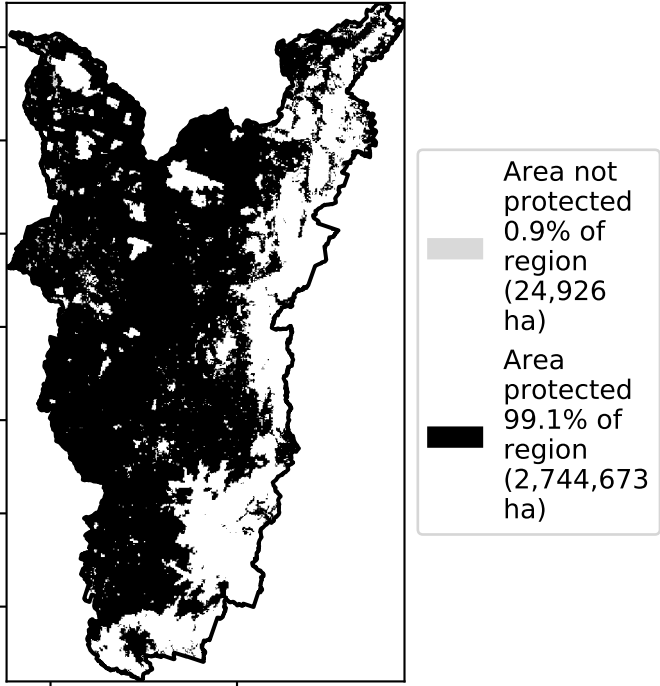 Area not
protected
0.9% of
region
(24,926
ha)
Area
protected
99.1% of
region
(2,744,673
ha)